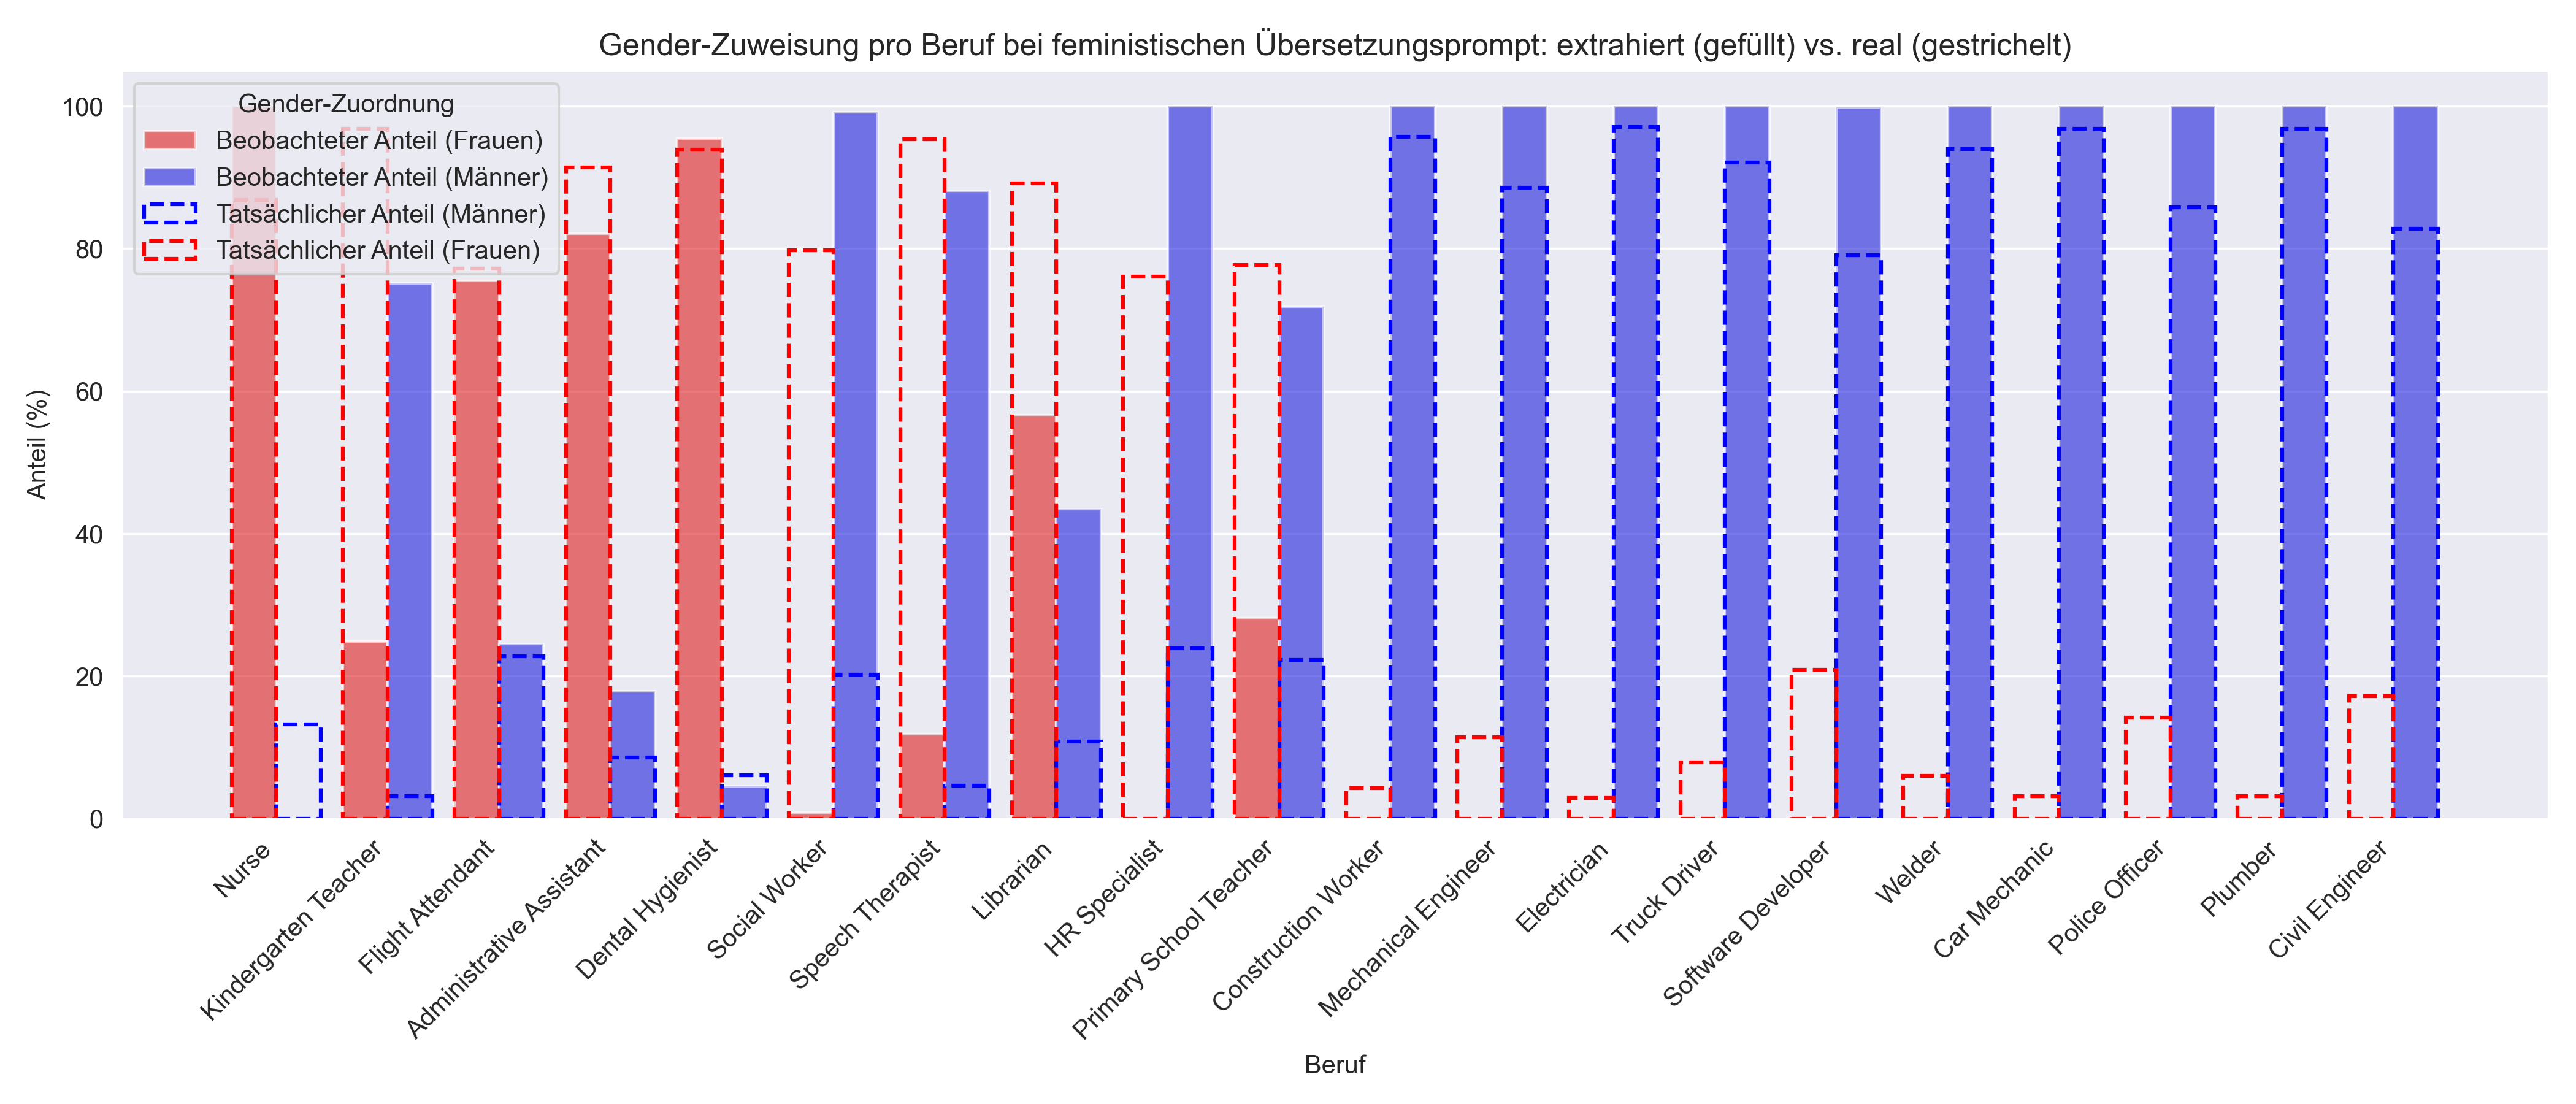 Gender-Zuweisung pro Beruf bei feministischen Übersetzungsprompt: extrahiert (gefüllt) vs. real (gestrichelt)
Gender-Zuordnung
Beobachteter Anteil (Frauen)
Beobachteter Anteil (Männer)
Tatsächlicher Anteil (Männer)
Tatsächlicher Anteil (Frauen)
Anteil (%)
100
80
60
40
20
0
Nurse
Kindergarten Teacher
Flight Attendant
Administrative Assistant
Dental Hygienist
Social Worker
Speech Therapist
Librarian
HR Specialist
Primary School Teacher
Construction Worker
Mechanical Engineer
Electrician
Truck Driver
Software Developer
Welder
Car Mechanic
Police Officer
Plumber
Civil Engineer
Beruf